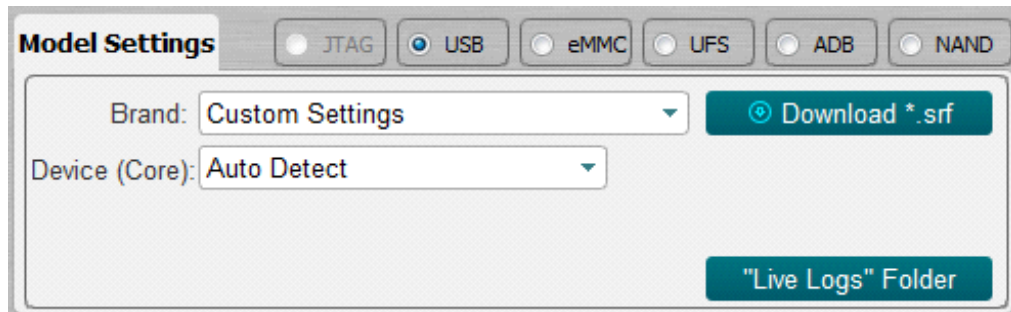 Model Settings JTAG USB eMMC UFS ADB NAND
Brand: Custom Settings Download *.srf
Device (Core): Auto Detect
"Live Logs" Folder